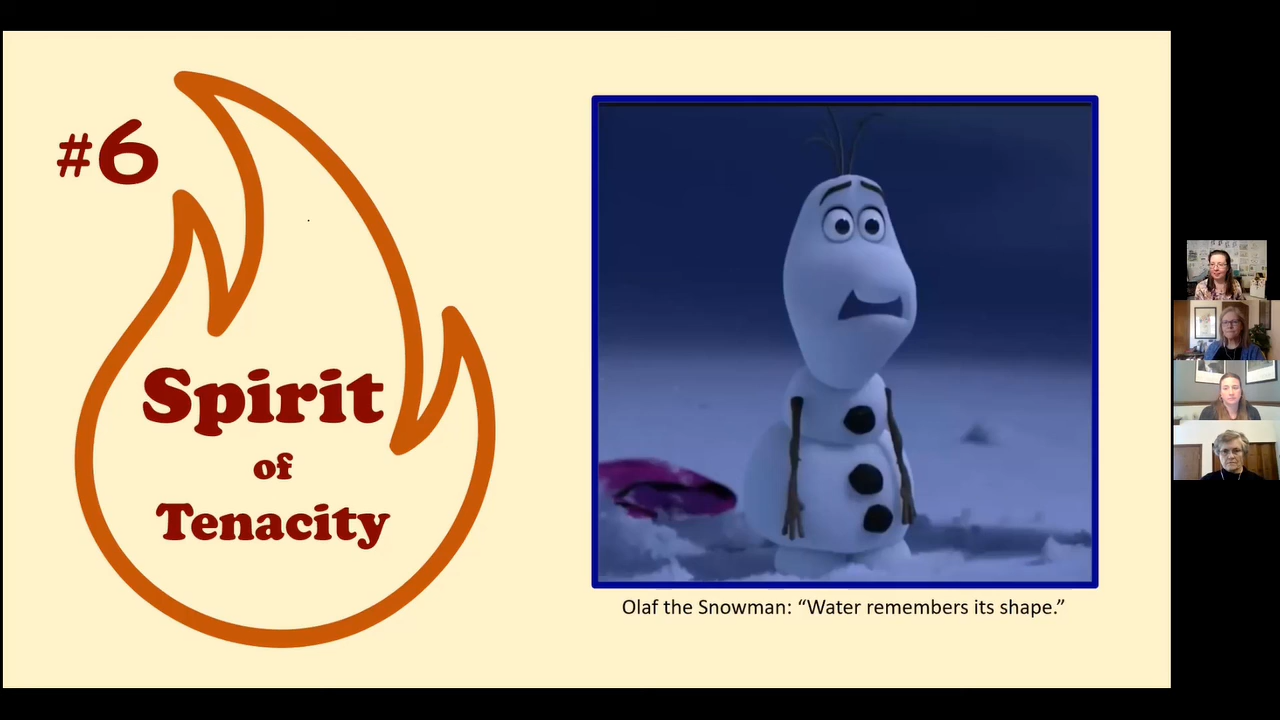 #6
Spirit
of
Tenacity
Olaf the Snowman: “Water remembers its shape.”